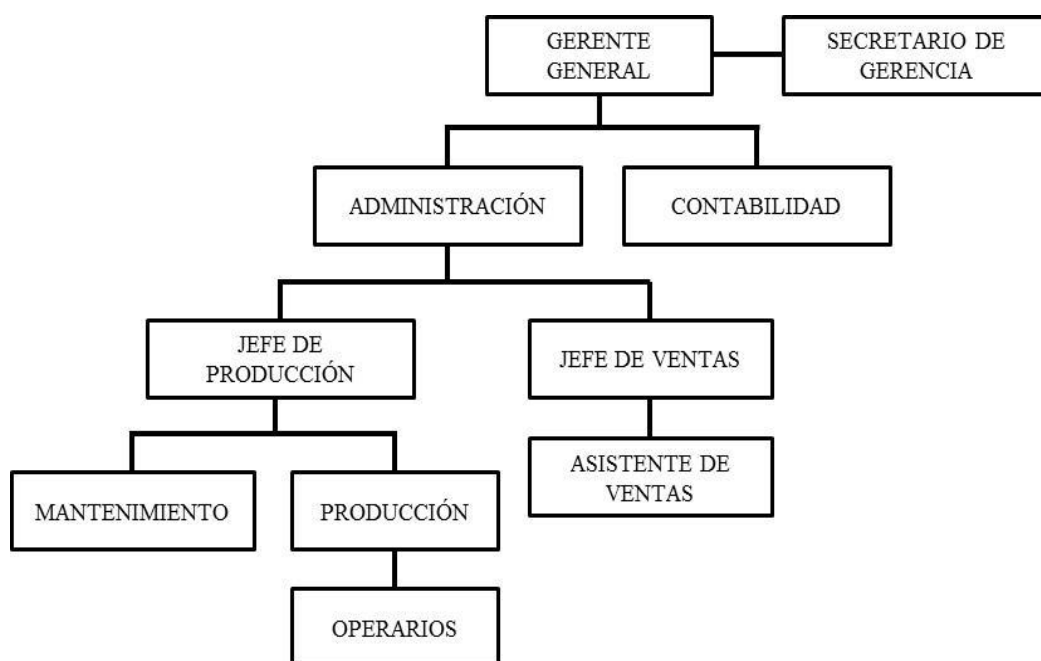 GERENTE
GENERAL
SECRETARIO DE
GERENCIA
ADMINISTRACIÓN
CONTABILIDAD
JEFE DE
PRODUCCIÓN
JEFE DE VENTAS
MANTENIMIENTO
PRODUCCIÓN
ASISTENTE DE
VENTAS
OPERARIOS